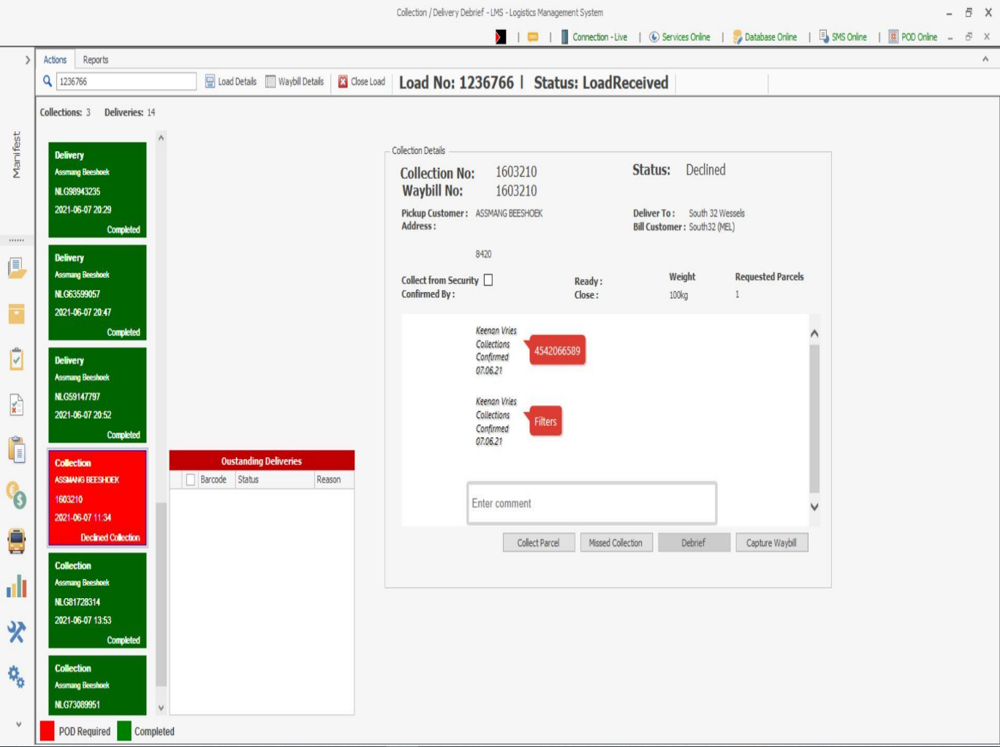 Collection / Delivery Debrief - LMS - Logistics Management System
SMS | Connection - Live | Services Online | Database Online | SMS Online | POD Online
Actions Reports
1236766 Load Details Waybill Details Close Load Load No: 1236766 | Status: LoadReceived
Collections: 3 Deliveries: 14
Manifest
Delivery
Assmang Beeshoek
NLG98943235
2021-06-07 20:29
Completed
Delivery
Assmang Beeshoek
NLG63599057
2021-06-07 20:47
Completed
Delivery
Assmang Beeshoek
NLG59147797
2021-06-07 20:52
Completed
Collection
ASSMANG BEESHOEK
1603210
2021-06-07 11:34
Declined Collection
Collection
Assmang Beeshoek
NLG81728314
2021-06-07 13:53
Completed
Collection
Assmang Beeshoek
NLG73089951
POD Required Completed
Oustanding Deliveries
Barcode Status Reason
Collection Details
Collection No: 1603210 Status: Declined
Waybill No: 1603210
Pickup Customer : ASSMANG BEESHOEK Deliver To : South 32 Wessels
Address : Bill Customer : South32 (MEL)
8420
Collect from Security Ready : Weight Requested Parcels
Confirmed By : Close : 100kg 1
Keenan Vries
Collections
Confirmed
07.06.21
4542066589
Keenan Vries
Collections
Confirmed
07.06.21
Filters
Enter comment
Collect Parcel Missed Collection Debrief Capture Waybill